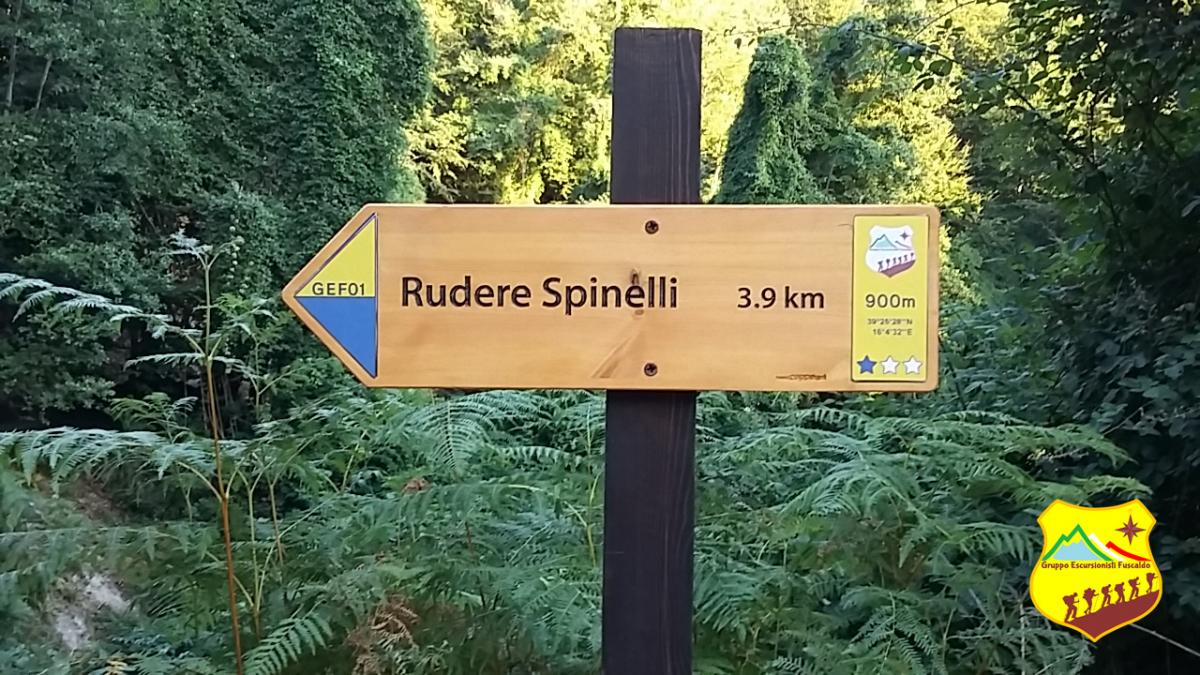 GEF01
Rudere Spinelli
3.9 km
900m
39°25'28"N
16°4'32"E
Gruppo Escursionisti Fuscaldo